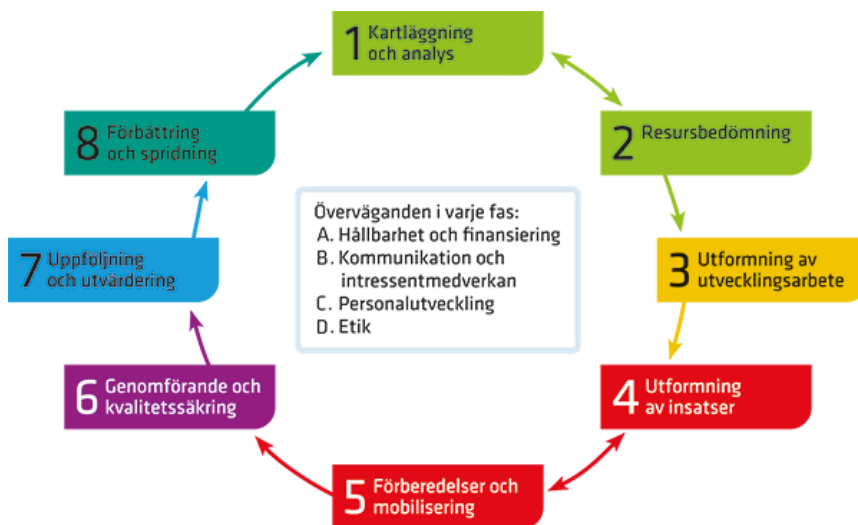 1 Kartläggning
och analys
2 Resursbedömning
3 Utformning av
utvecklingsarbete
4 Utformning
av insatser
5 Förberedelser och
mobilisering
6 Genomförande och
kvalitetssäkring
7 Uppföljning
och utvärdering
8 Förbättring
och spridning
Överväganden i varje fas:
A. Hållbarhet och finansiering
B. Kommunikation och
intressentmedverkan
C. Personalutveckling
D. Etik